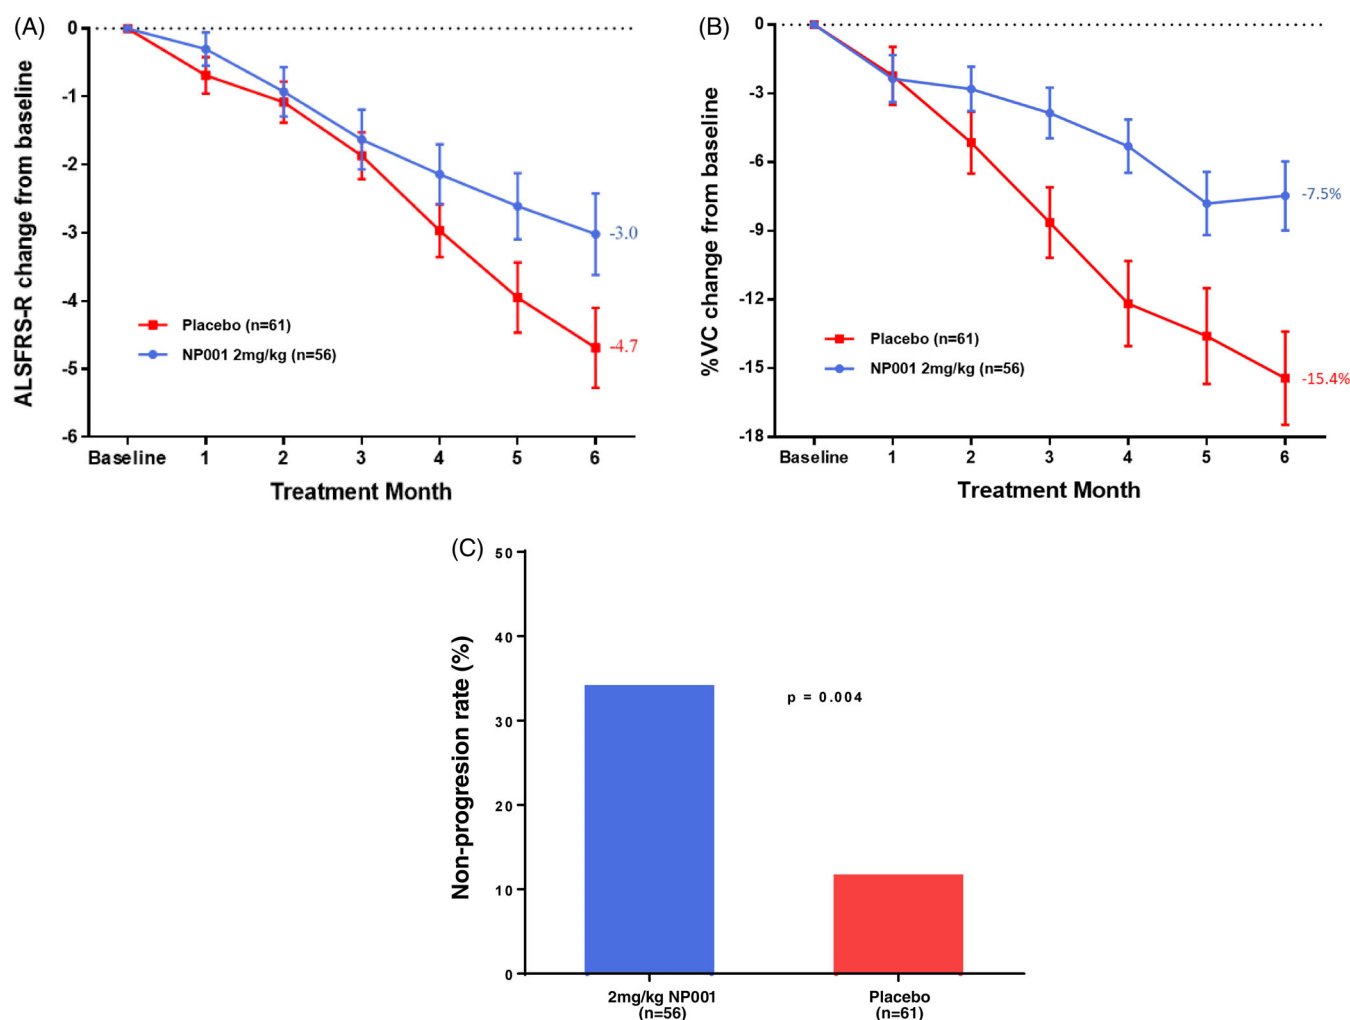 (A)
ALSFRS-R change from baseline
0
-1
-2
-3
-4
-5
-6
-3.0
-4.7
Placebo (n=61)
NP001 2mg/kg (n=56)
Baseline 1 2 3 4 5 6
Treatment Month
(B)
%VC change from baseline
0
-3
-6
-9
-12
-15
-18
-7.5%
-15.4%
Placebo (n=61)
NP001 2mg/kg (n=56)
Baseline 1 2 3 4 5 6
Treatment Month
(C)
Non-progresion rate (%)
50
40
30
20
10
0
p = 0.004
2mg/kg NP001
(n=56)
Placebo
(n=61)